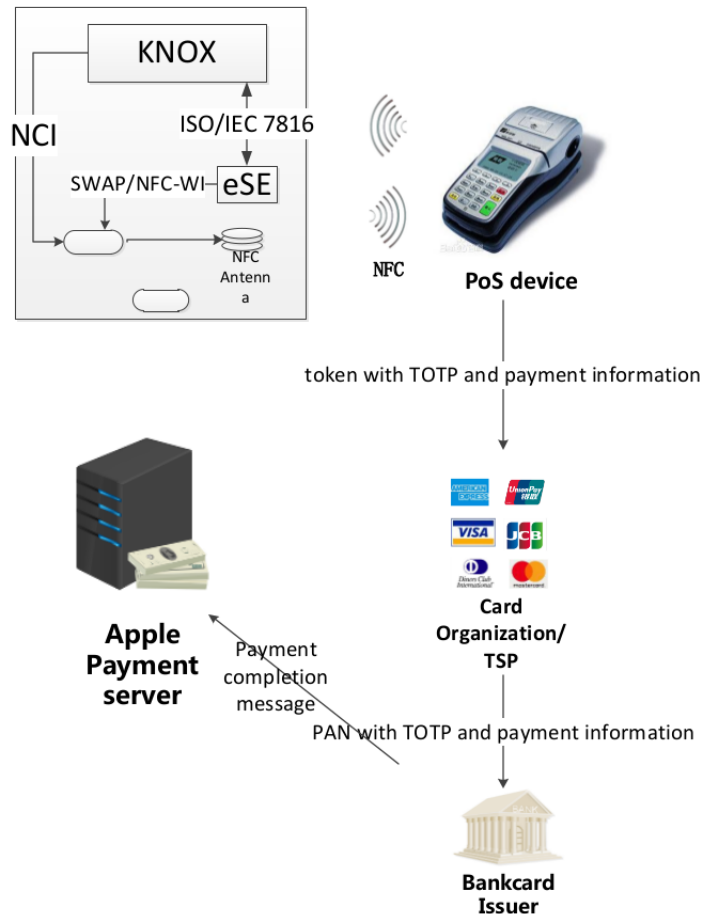 KNOX
NCI
ISO/IEC 7816
SWAP/NFC-WI
eSE
NFC
Antenn
a
NFC
PoS device
token with TOTP and payment information
AMERICAN
EXPRESS
UnionPay
银联
VISA
JCB
Diners Club
International
mastercard
Card
Organization/
TSP
Apple
Payment
server
Payment
completion
message
PAN with TOTP and payment information
Bankcard
Issuer